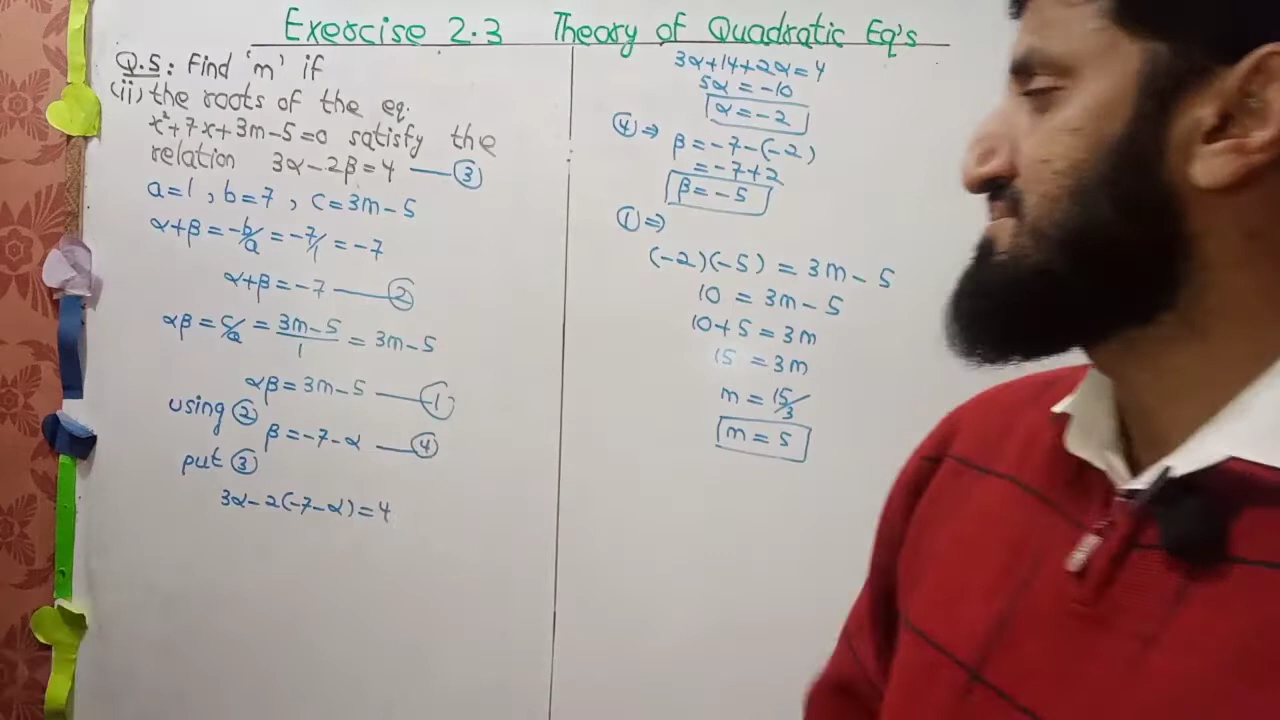 Exercise 2.3 Theory of Quadratic Eq's
Q.5: Find 'm' if
(ii) the roots of the eq.
x²+7x+3m-5=0 satisfy the
relation 3α-2β=4 —③
a=1, b=7, c=3m-5
α+β=-b/a=-7/1=-7
α+β=-7 —②
αβ=c/a=3m-5/1=3m-5
αβ=3m-5 —①
using ②
β=-7-α —④
put ③
3α-2(-7-α)=4
3α+14+2α=4
5α=-10
α=-2
④⇒ β=-7-(-2)
=-7+2
β=-5
①⇒
(-2)(-5)=3m-5
10=3m-5
10+5=3m
15=3m
m=15/3
m=5